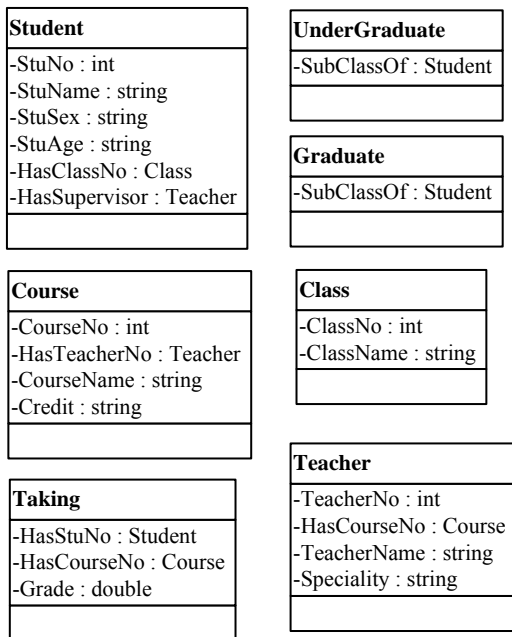 Student
-StuNo : int
-StuName : string
-StuSex : string
-StuAge : string
-HasClassNo : Class
-HasSupervisor : Teacher
UnderGraduate
-SubClassOf : Student
Graduate
-SubClassOf : Student
Course
-CourseNo : int
-HasTeacherNo : Teacher
-CourseName : string
-Credit : string
Class
-ClassNo : int
-ClassName : string
Taking
-HasStuNo : Student
-HasCourseNo : Course
-Grade : double
Teacher
-TeacherNo : int
-HasCourseNo : Course
-TeacherName : string
-Speciality : string